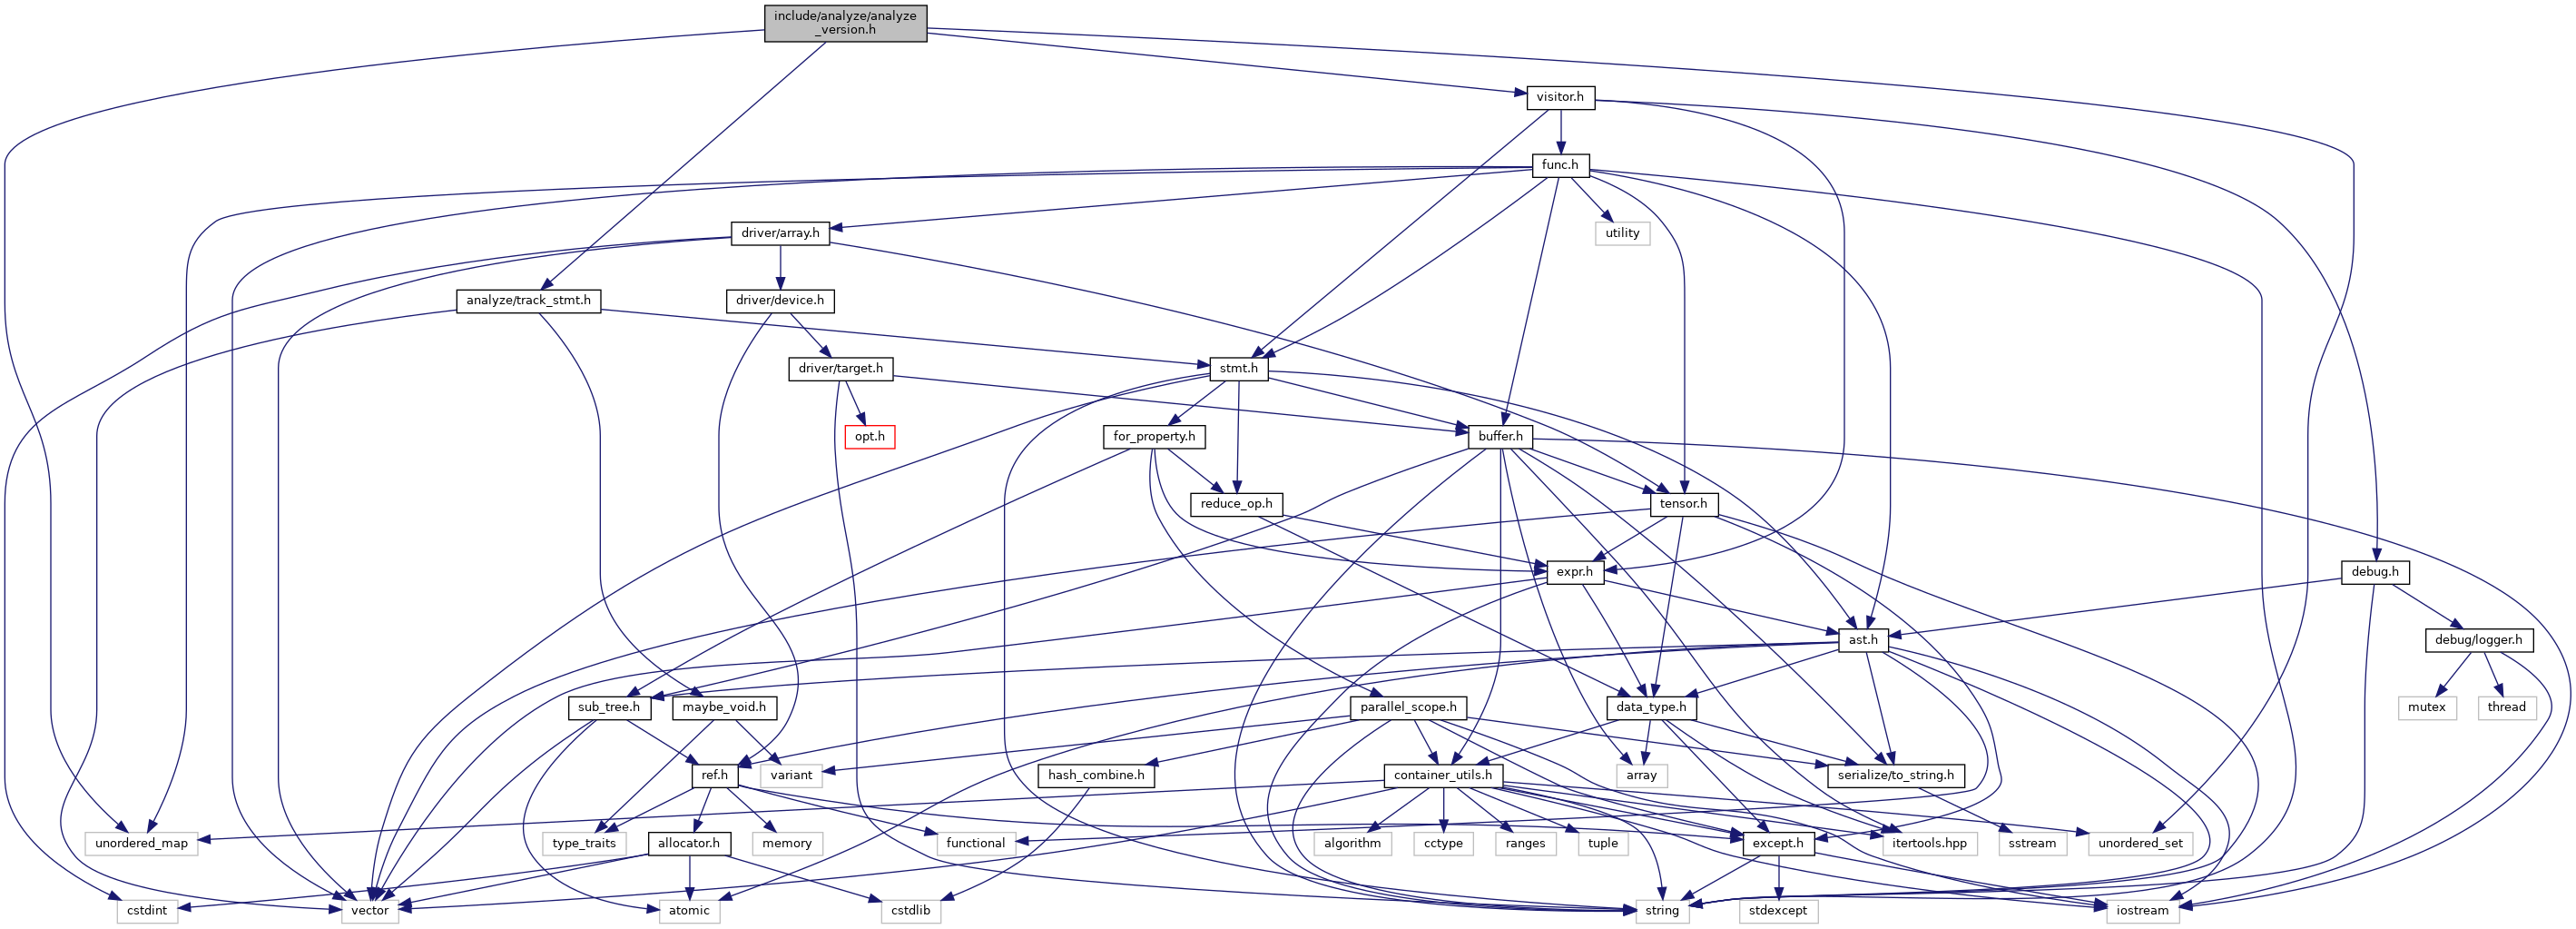 include/analyze/analyze
_version.h
visitor.h
func.h
driver/array.h
utility
analyze/track_stmt.h
driver/device.h
driver/target.h
stmt.h
opt.h
for_property.h
buffer.h
reduce_op.h
tensor.h
expr.h
debug.h
ast.h
debug/logger.h
sub_tree.h
maybe_void.h
parallel_scope.h
data_type.h
mutex
thread
ref.h
variant
hash_combine.h
container_utils.h
array
serialize/to_string.h
unordered_map
type_traits
allocator.h
memory
functional
algorithm
cctype
ranges
tuple
except.h
itertools.hpp
sstream
unordered_set
cstdint
vector
atomic
cstdlib
string
stdexcept
iostream